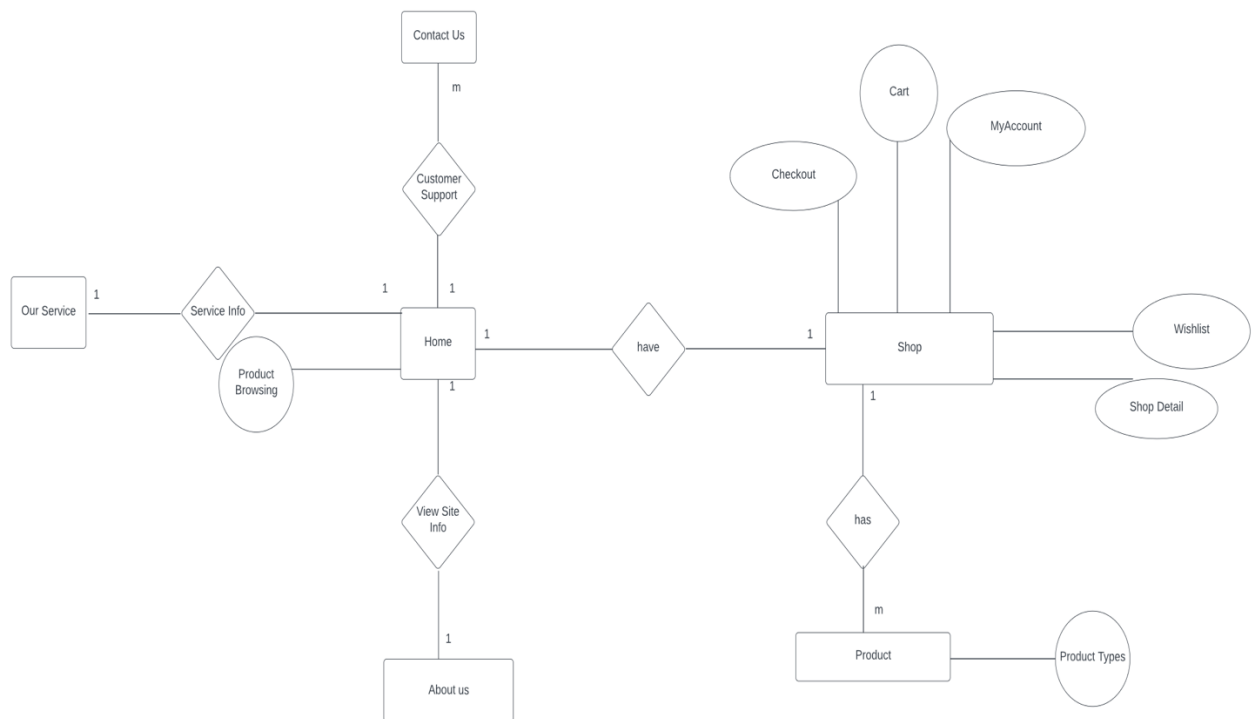 Contact Us
m
Cart
MyAccount
Customer
Support
Checkout
1
1
1
Our Service
Service Info
Home
1
have
1
Shop
Wishlist
Product
Browsing
1
1
Shop Detail
View Site
Info
has
m
1
Product
Product Types
About us